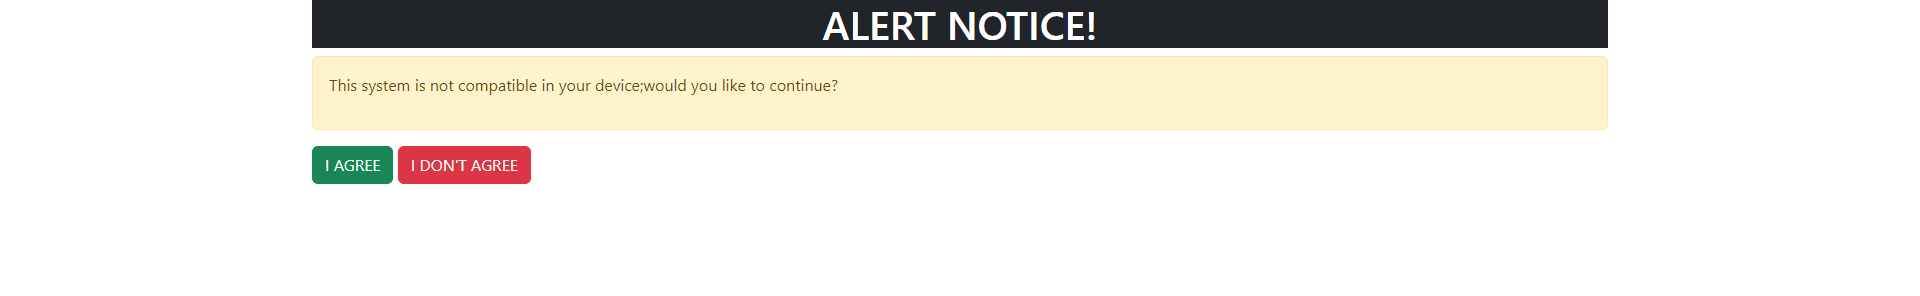 ALERT NOTICE!
This system is not compatible in your device;would you like to continue?
I AGREE
I DON'T AGREE